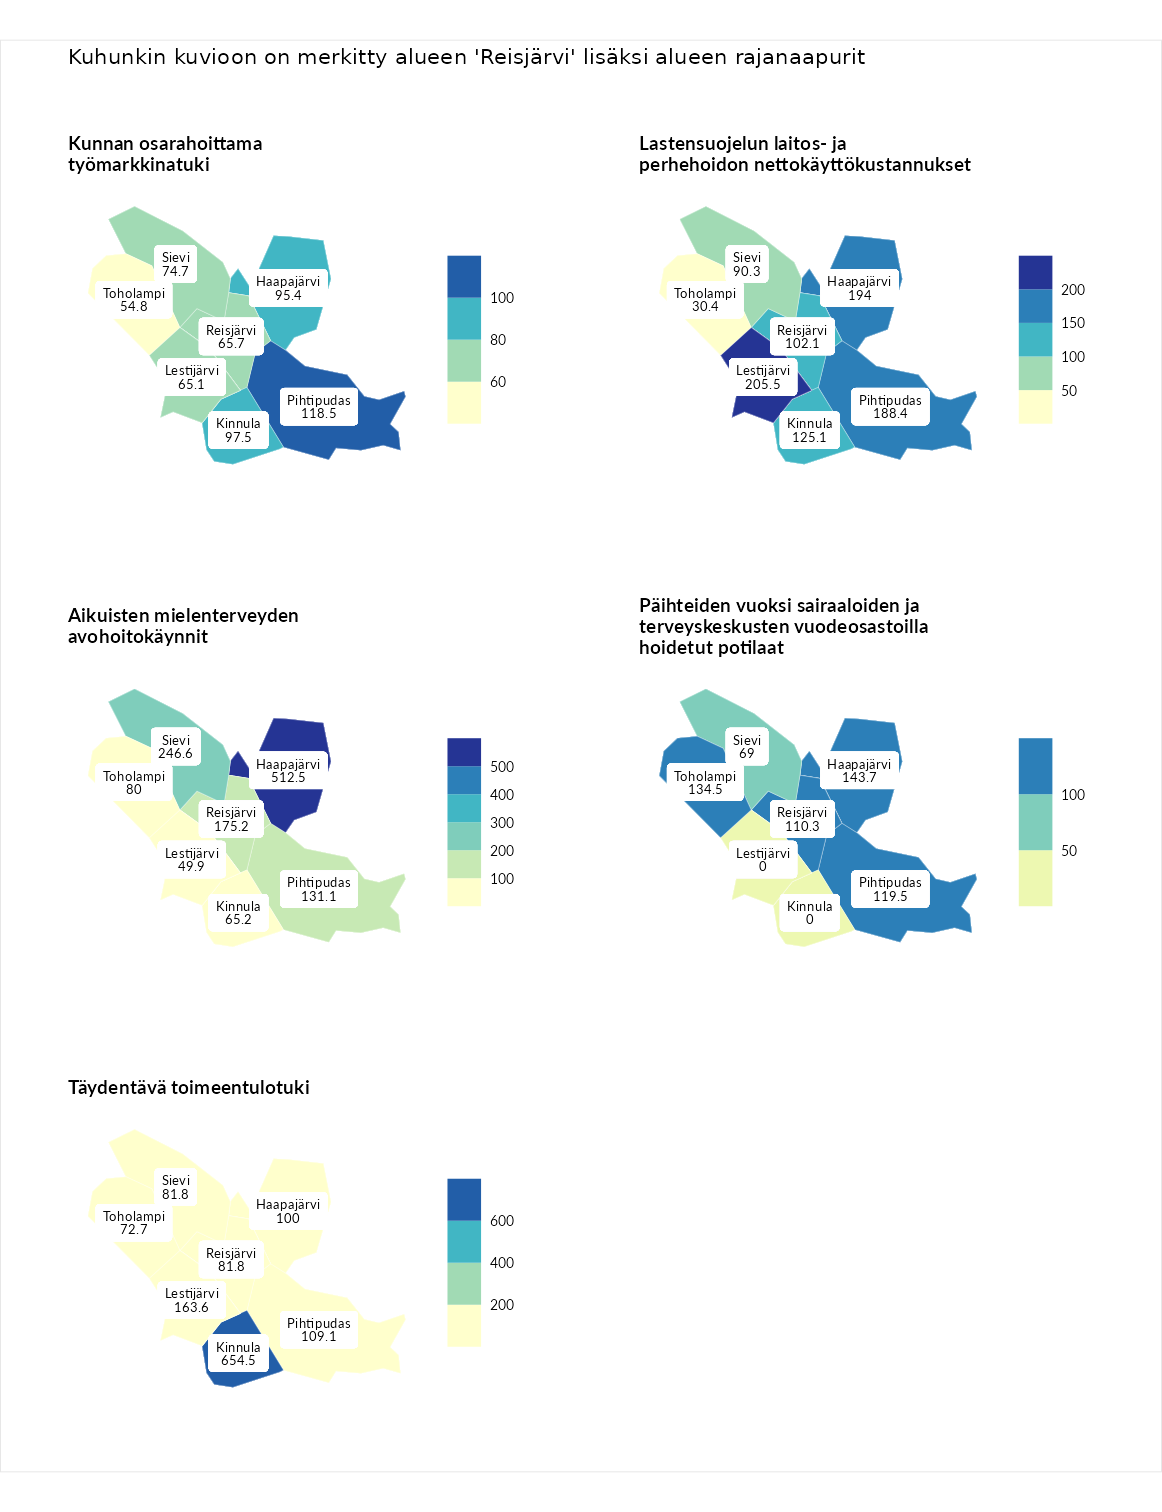 Kuhunkin kuvioon on merkitty alueen 'Reisjärvi' lisäksi alueen rajanaapurit
Kunnan osarahoittama
työmarkkinatuki
Sievi
74.7
Haapajärvi
95.4
Toholampi
54.8
Reisjärvi
65.7
Lestijärvi
65.1
Pihtipudas
118.5
Kinnula
97.5
100
80
60
Lastensuojelun laitos- ja
perhehoidon nettokäyttökustannukset
Sievi
90.3
Haapajärvi
194
Toholampi
30.4
Reisjärvi
102.1
Lestijärvi
205.5
Pihtipudas
188.4
Kinnula
125.1
200
150
100
50
Aikuisten mielenterveyden
avohoitokäynnit
Sievi
246.6
Haapajärvi
512.5
Toholampi
80
Reisjärvi
175.2
Lestijärvi
49.9
Pihtipudas
131.1
Kinnula
65.2
500
400
300
200
100
Päihteiden vuoksi sairaaloiden ja
terveyskeskusten vuodeosastoilla
hoidetut potilaat
Sievi
69
Haapajärvi
143.7
Toholampi
134.5
Reisjärvi
110.3
Lestijärvi
0
Pihtipudas
119.5
Kinnula
0
100
50
Täydentävä toimeentulotuki
Sievi
81.8
Haapajärvi
100
Toholampi
72.7
Reisjärvi
81.8
Lestijärvi
163.6
Pihtipudas
109.1
Kinnula
654.5
600
400
200